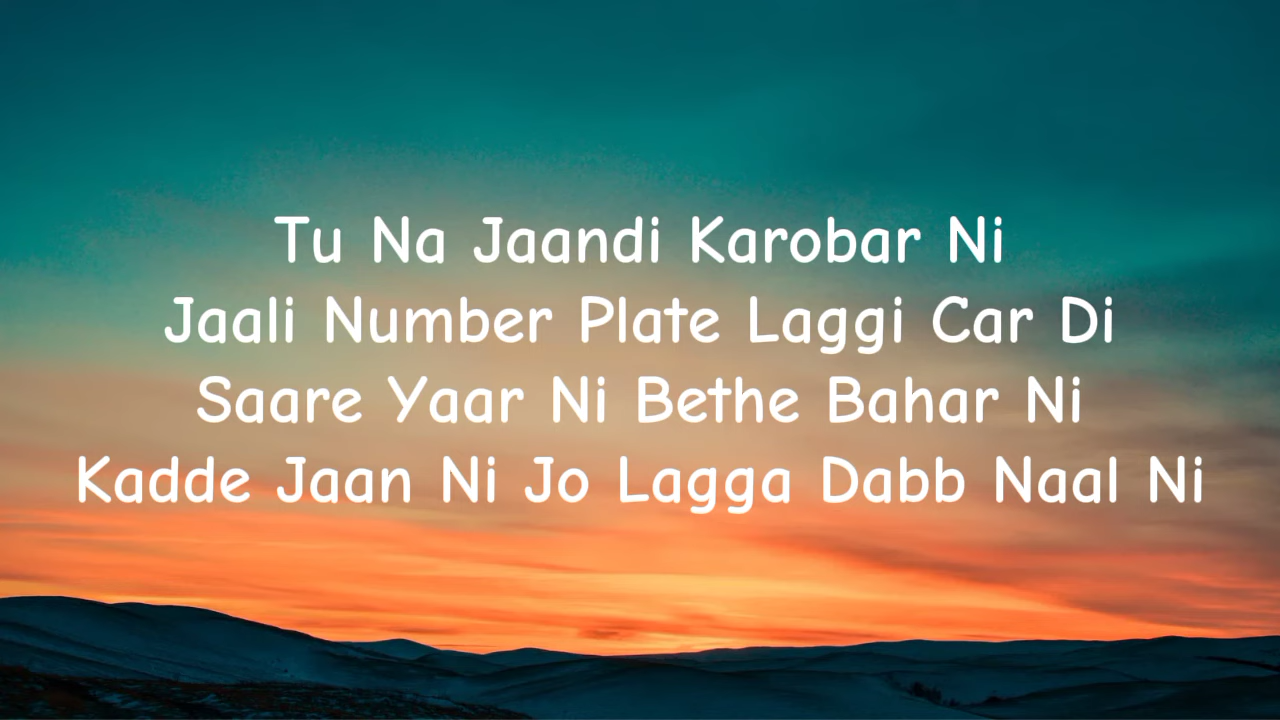 Tu Na Jaandi Karobar Ni
Jaali Number Plate Laggi Car Di
Saare Yaar Ni Bethe Bahar Ni
Kadde Jaan Ni Jo Lagga Dabb Naal Ni